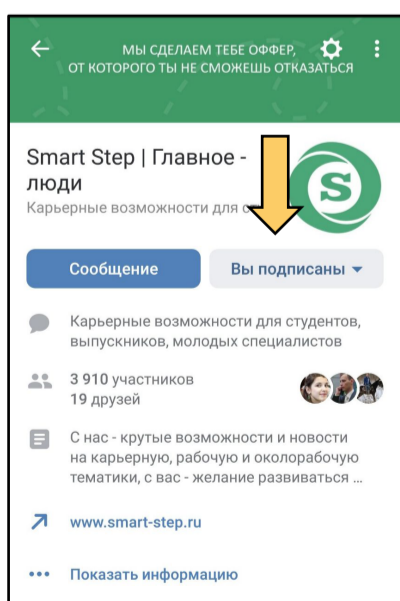 МЫ СДЕЛАЕМ ТЕБЕ ОФФЕР,
ОТ КОТОРОГО ТЫ НЕ СМОЖЕШЬ ОТКАЗАТЬСЯ
Smart Step | Главное -
люди
Карьерные возможности для
S
Сообщение
Вы подписаны
Карьерные возможности для студентов,
выпускников, молодых специалистов
3 910 участников
19 друзей
С нас - крутые возможности и новости
на карьерную, рабочую и околорабочую
тематики, с вас - желание развиваться ...
www.smart-step.ru
Показать информацию